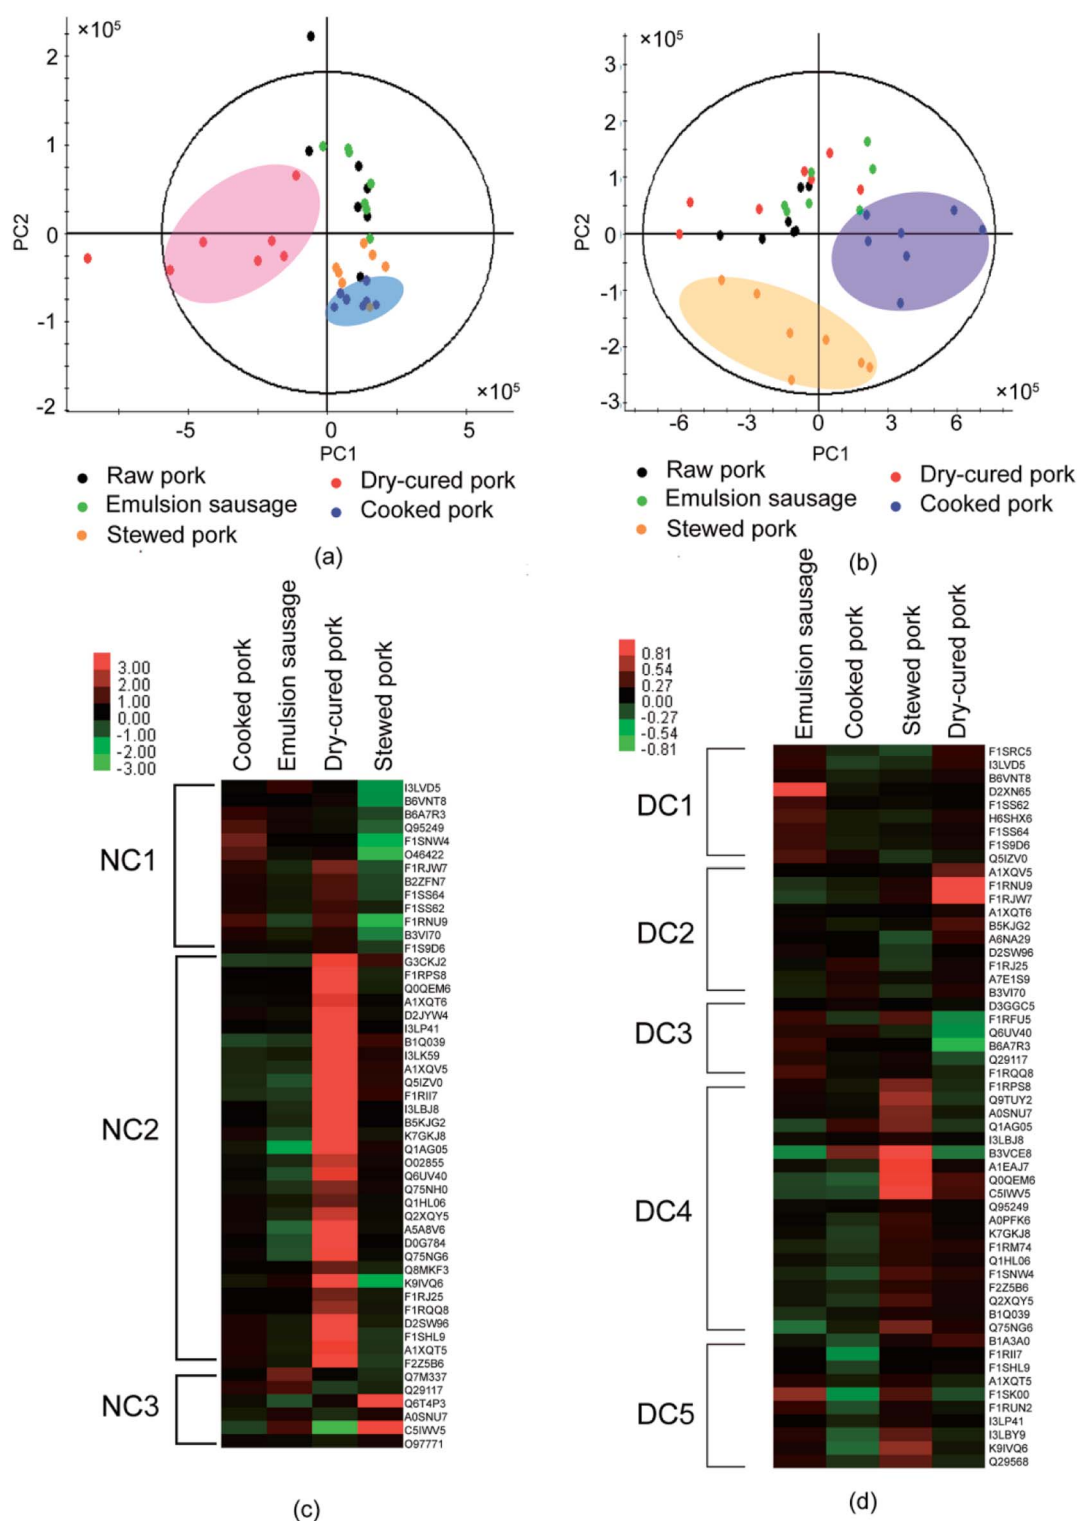 ×10⁵
2
1
0
-1
-2
PC2
-5
0
5
×10⁵
PC1
Raw pork
Emulsion sausage
Stewed pork
Dry-cured pork
Cooked pork
(a)
×10⁵
3
2
1
0
-1
-2
-3
PC2
-6
-3
0
3
6
×10⁵
PC1
Raw pork
Emulsion sausage
Stewed pork
Dry-cured pork
Cooked pork
(b)
3.00
2.00
1.00
0.00
-1.00
-2.00
-3.00
Cooked pork
Emulsion sausage
Dry-cured pork
Stewed pork
NC1
NC2
NC3
I3LVD5
B6VNT8
B6A7R3
Q95249
F1SNW4
O46422
F1RJW7
B2ZFN7
F1SS64
F1SS62
F1RNU9
B3VI70
F1S9D6
G3CKJ2
F1RPS8
Q0QEM6
A1XQT6
D2JYW4
I3LP41
B1Q039
I3LK59
A1XQV5
Q5IZV0
F1RII7
I3LBJ8
B5KJG2
K7GKJ8
Q1AG05
O02855
Q6UV40
Q75NH0
Q1HL06
Q2XQY5
A5A8V6
D0G784
Q75NG6
Q8MKF3
K9IVQ6
F1RJ25
F1RQQ8
D2SW96
F1SHL9
A1XQT5
F2Z5B6
Q7M337
Q29117
Q6T4P3
A0SNU7
C5IWV5
O97771
(c)
0.81
0.54
0.27
0.00
-0.27
-0.54
-0.81
Emulsion sausage
Cooked pork
Stewed pork
Dry-cured pork
DC1
DC2
DC3
DC4
DC5
F1SRC5
I3LVD5
B6VNT8
D2XN65
F1SS62
H6SHX6
F1SS64
F1S9D6
Q5IZV0
A1XQV5
F1RNU9
F1RJW7
A1XQT6
B5KJG2
A6NA29
D2SW96
F1RJ25
A7E1S9
B3VI70
D3GGC5
F1RFU5
Q6UV40
B6A7R3
Q29117
F1RQQ8
F1RPS8
Q9TUY2
A0SNU7
Q1AG05
I3LBJ8
B3VCE8
A1EAJ7
Q0QEM6
C5IWV5
Q95249
A0PFK6
K7GKJ8
F1RM74
Q1HL06
F1SNW4
F2Z5B6
Q2XQY5
B1Q039
Q75NG6
B1A3A0
F1RII7
F1SHL9
A1XQT5
F1SK00
F1RUN2
I3LP41
I3LBY9
K9IVQ6
Q29568
(d)